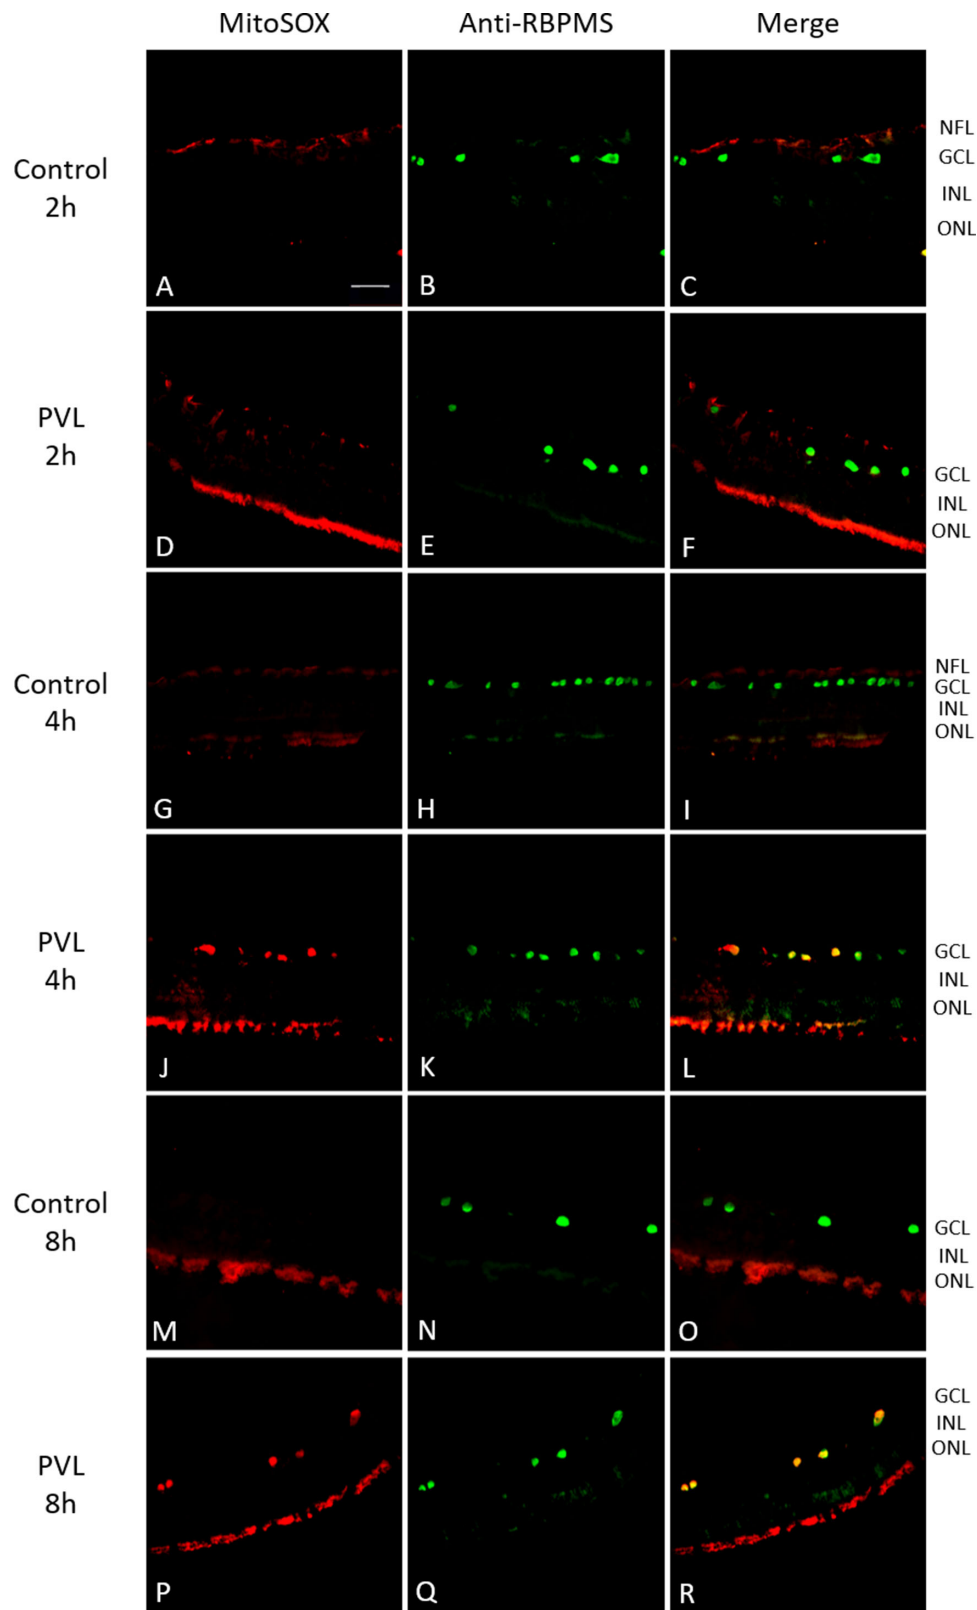 MitoSOX Anti-RBPMS Merge
Control
2h
A
B
C
NFL
GCL
INL
ONL
PVL
2h
D
E
F
GCL
INL
ONL
Control
4h
G
H
I
NFL
GCL
INL
ONL
PVL
4h
J
K
L
GCL
INL
ONL
Control
8h
M
N
O
GCL
INL
ONL
PVL
8h
P
Q
R
GCL
INL
ONL